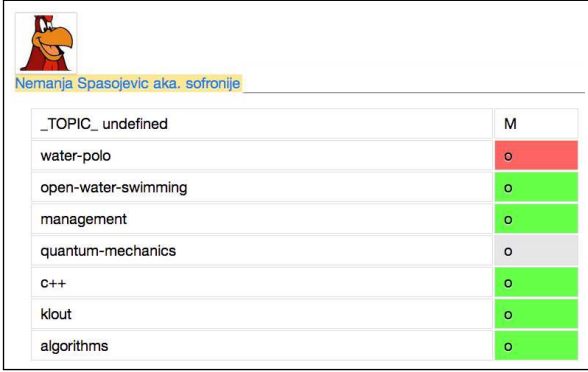 Nemanja Spasojevic aka. sofronije
_TOPIC_ undefined M
water-polo o
open-water-swimming o
management o
quantum-mechanics o
c++ o
klout o
algorithms o